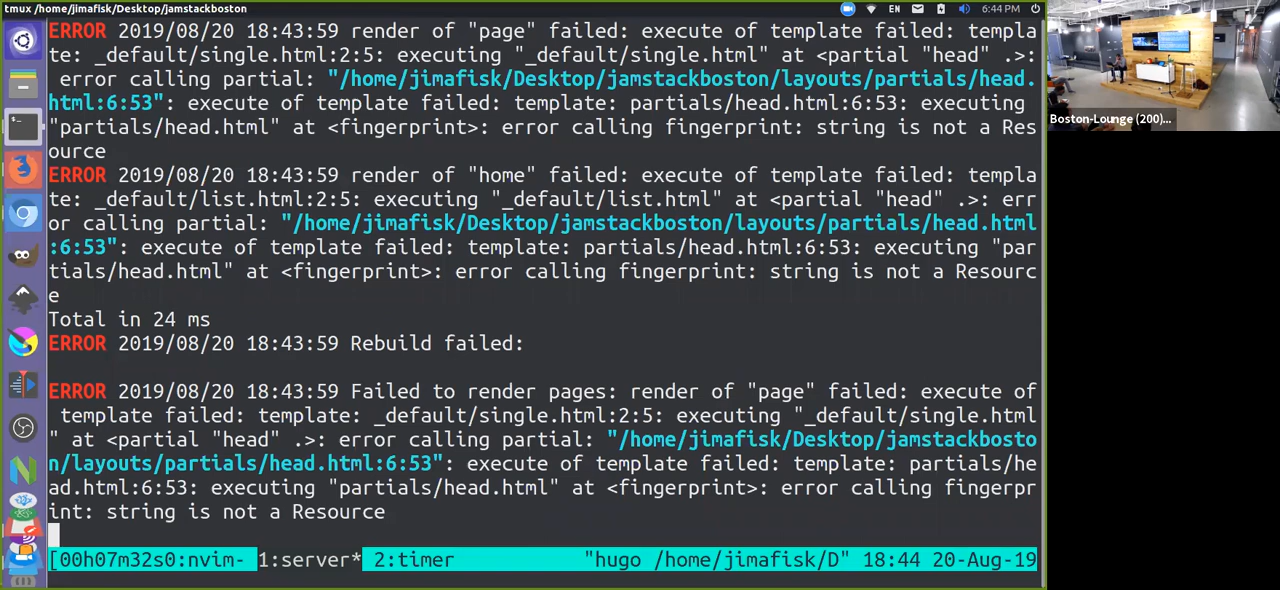 tmux /home/jimafisk/Desktop/jamstackboston
EN
6:44 PM
ERROR 2019/08/20 18:43:59 render of "page" failed: execute of template failed: templa
te: _default/single.html:2:5: executing "_default/single.html" at <partial "head" .>:
 error calling partial: "/home/jimafisk/Desktop/jamstackboston/layouts/partials/head.
html:6:53": execute of template failed: template: partials/head.html:6:53: executing
"partials/head.html" at <fingerprint>: error calling fingerprint: string is not a Res
ource
ERROR 2019/08/20 18:43:59 render of "home" failed: execute of template failed: templa
te: _default/list.html:2:5: executing "_default/list.html" at <partial "head" .>: err
or calling partial: "/home/jimafisk/Desktop/jamstackboston/layouts/partials/head.html
:6:53": execute of template failed: template: partials/head.html:6:53: executing "par
tials/head.html" at <fingerprint>: error calling fingerprint: string is not a Resourc
e
Total in 24 ms
ERROR 2019/08/20 18:43:59 Rebuild failed:
ERROR 2019/08/20 18:43:59 Failed to render pages: render of "page" failed: execute of
 template failed: template: _default/single.html:2:5: executing "_default/single.html
" at <partial "head" .>: error calling partial: "/home/jimafisk/Desktop/jamstackbosto
n/layouts/partials/head.html:6:53": execute of template failed: template: partials/he
ad.html:6:53: executing "partials/head.html" at <fingerprint>: error calling fingerpr
int: string is not a Resource
[00h07m32s0:nvim- 1:server* 2:timer "hugo /home/jimafisk/D" 18:44 20-Aug-19
Boston-Lounge (200)...